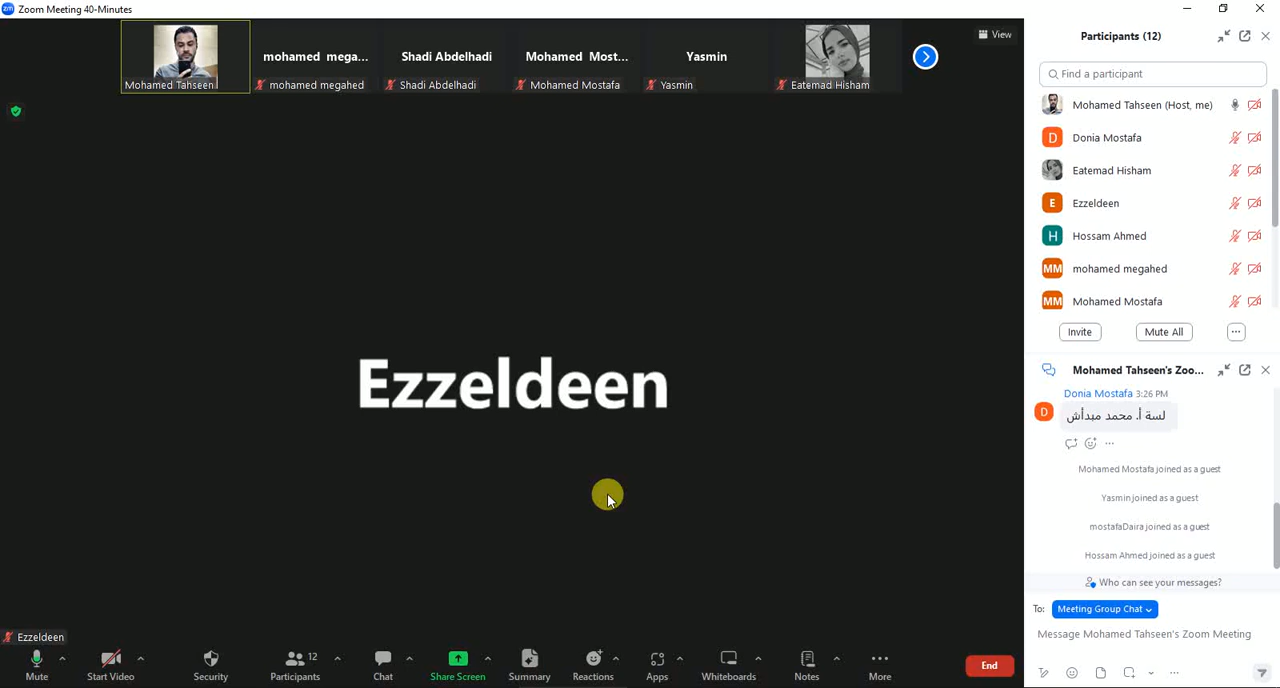 zm Zoom Meeting 40-Minutes
View
Mohamed Tahseen
mohamed mega...
mohamed megahed
Shadi Abdelhadi
Shadi Abdelhadi
Mohamed Most...
Mohamed Mostafa
Yasmin
Yasmin
Eatemad Hisham
Ezzeldeen
Ezzeldeen
Participants (12)
Find a participant
Mohamed Tahseen (Host, me)
D Donia Mostafa
Eatemad Hisham
E Ezzeldeen
H Hossam Ahmed
MM mohamed megahed
MM Mohamed Mostafa
Invite
Mute All
...
Mohamed Tahseen's Zoo...
Donia Mostafa 3:26 PM
D
لسة أ. محمد مبدأش
Mohamed Mostafa joined as a guest
Yasmin joined as a guest
mostafaDaira joined as a guest
Hossam Ahmed joined as a guest
Who can see your messages?
To: Meeting Group Chat
Message Mohamed Tahseen's Zoom Meeting
Mute
Start Video
Security
12
Participants
Chat
Share Screen
Summary
Reactions
Apps
Whiteboards
Notes
More
End